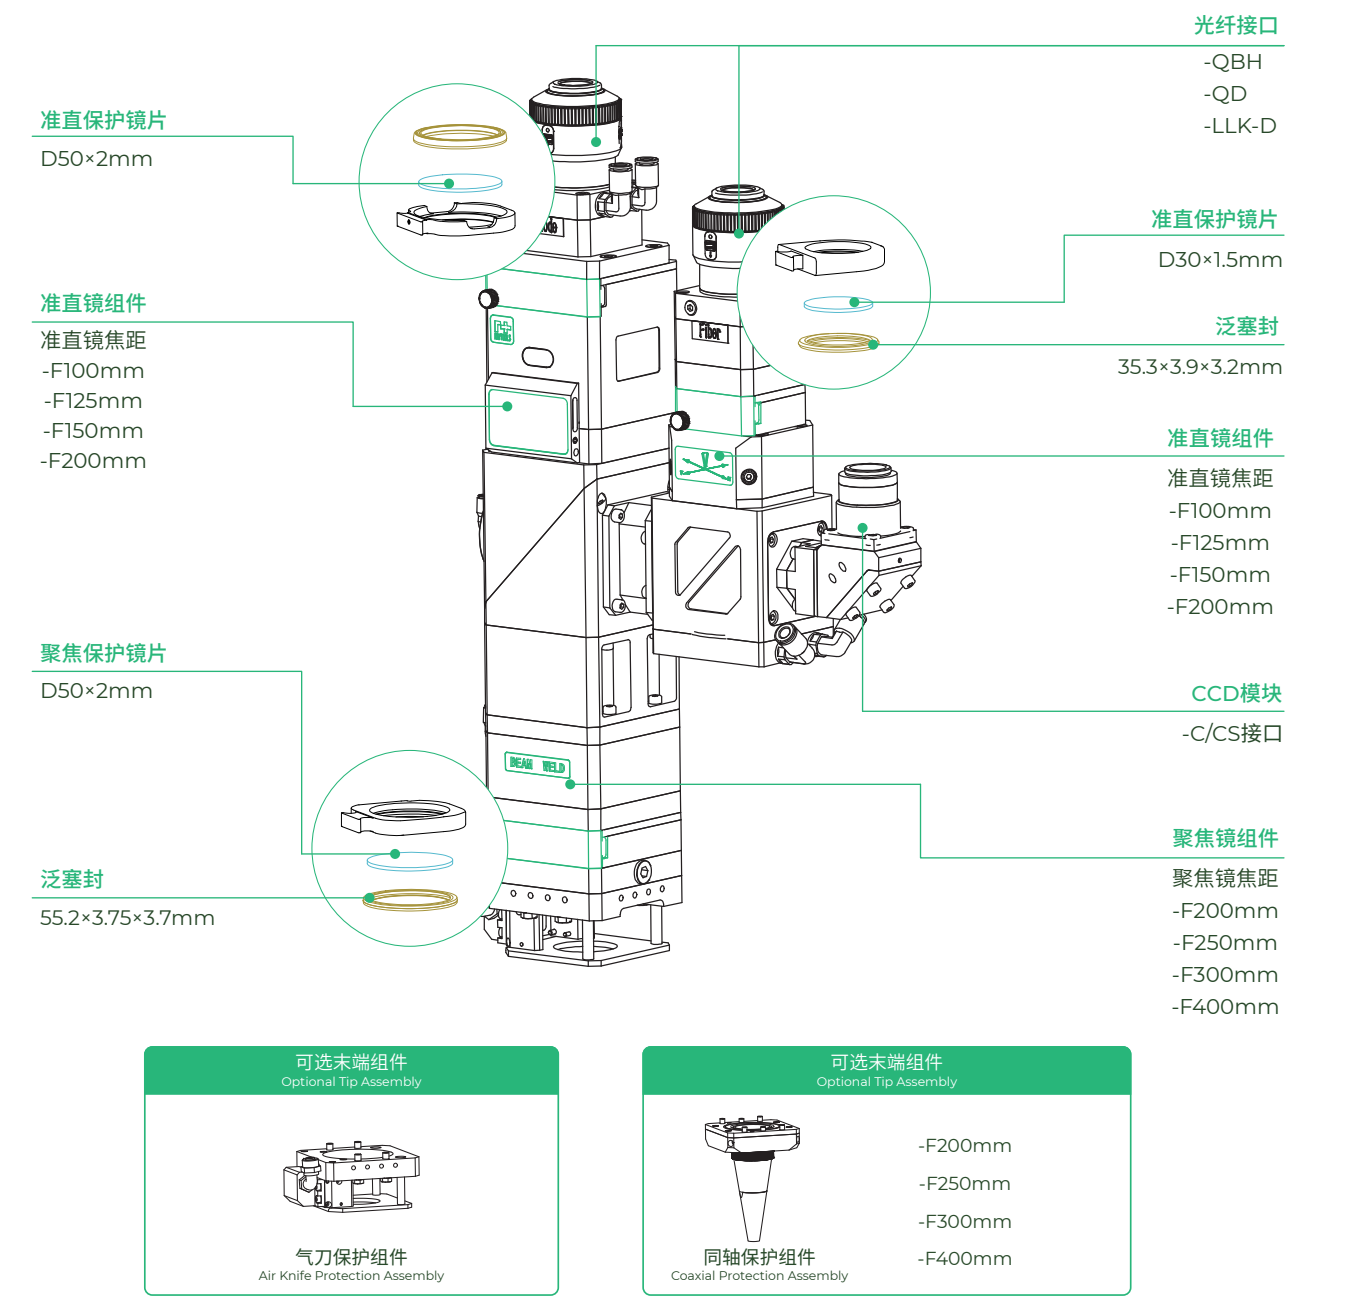 光纤接口
-QBH
-QD
-LLK-D
准直保护镜片
D50×2mm
准直保护镜片
D30×1.5mm
准直镜组件
准直镜焦距
-F100mm
-F125mm
-F150mm
-F200mm
泛塞封
35.3×3.9×3.2mm
Fiber
准直镜组件
准直镜焦距
-F100mm
-F125mm
-F150mm
-F200mm
聚焦保护镜片
D50×2mm
CCD模块
-C/CS接口
BEAM WELD
聚焦镜组件
聚焦镜焦距
-F200mm
-F250mm
-F300mm
-F400mm
泛塞封
55.2×3.75×3.7mm
可选末端组件
Optional Tip Assembly
气刀保护组件
Air Knife Protection Assembly
可选末端组件
Optional Tip Assembly
-F200mm
-F250mm
-F300mm
-F400mm
同轴保护组件
Coaxial Protection Assembly